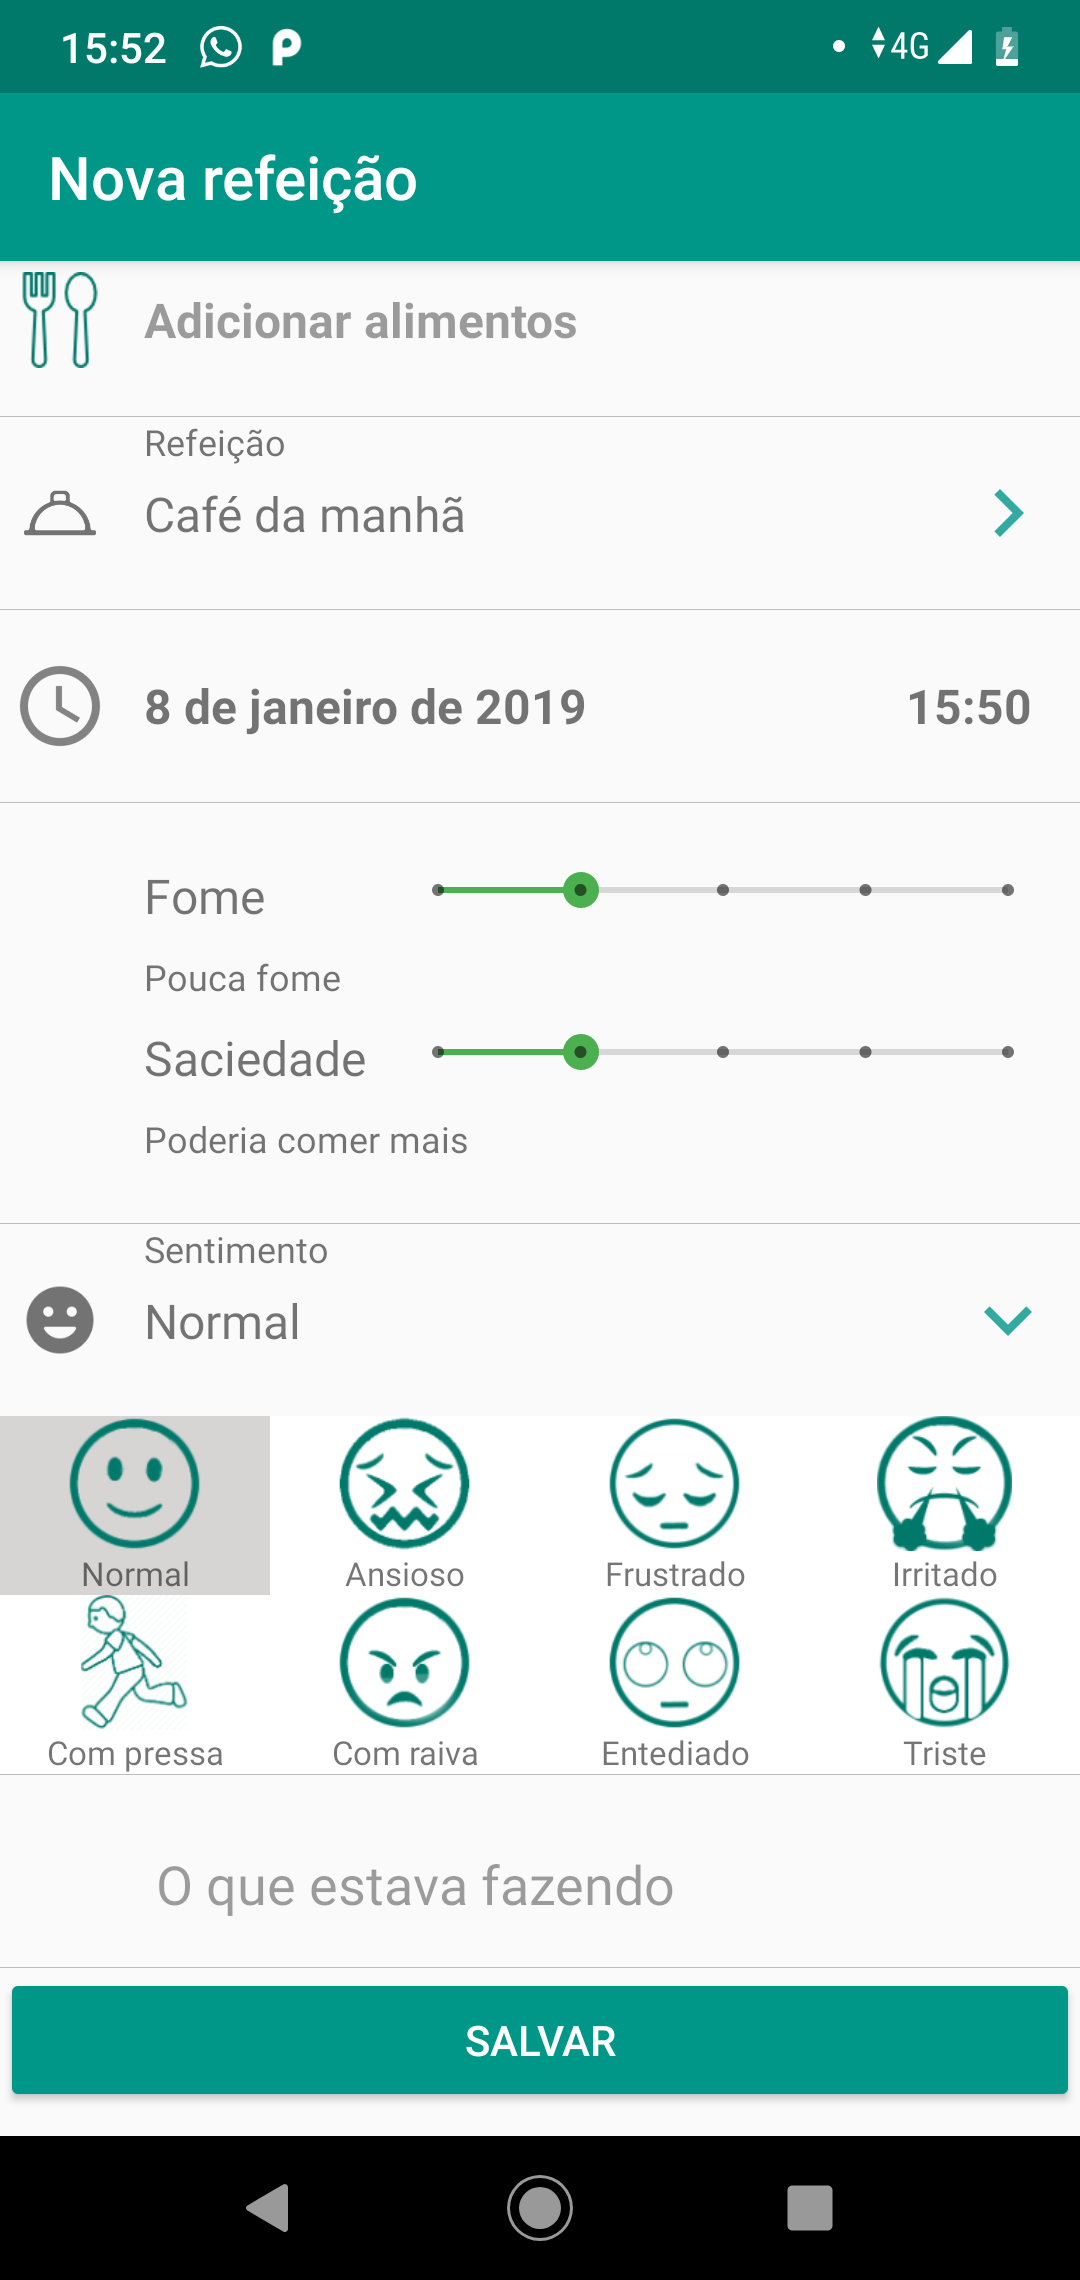 15:52
4G
Nova refeição
Adicionar alimentos
Refeição
Café da manhã
8 de janeiro de 2019 15:50
Fome
Pouca fome
Saciedade
Poderia comer mais
Sentimento
Normal
Normal Ansioso Frustrado Irritado
Com pressa Com raiva Entediado Triste
O que estava fazendo
SALVAR